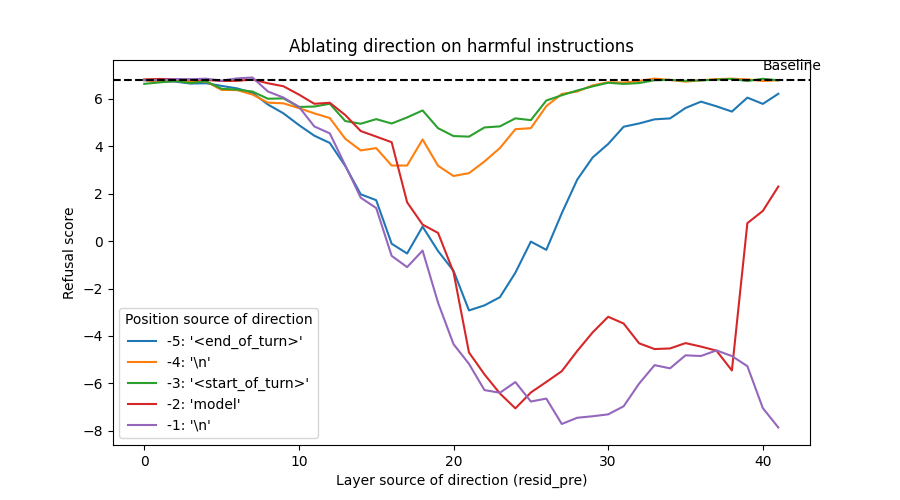 Ablating direction on harmful instructions
Baseline
6
4
2
0
−2
−4
−6
−8
Refusal score
Position source of direction
-5: '<end_of_turn>'
-4: '\n'
-3: '<start_of_turn>'
-2: 'model'
-1: '\n'
0 10 20 30 40
Layer source of direction (resid_pre)